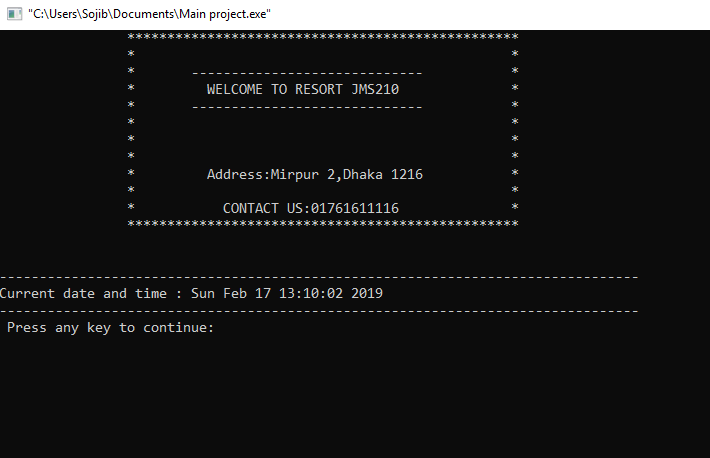 "C:\Users\Sojib\Documents\Main project.exe"
*************************************************
* *
* ----------------------------- *
* WELCOME TO RESORT JMS210 *
* ----------------------------- *
* *
* *
* *
* Address:Mirpur 2,Dhaka 1216 *
* *
* CONTACT US:01761611116 *
*************************************************
--------------------------------------------------------------------------------
Current date and time : Sun Feb 17 13:10:02 2019
--------------------------------------------------------------------------------
Press any key to continue: